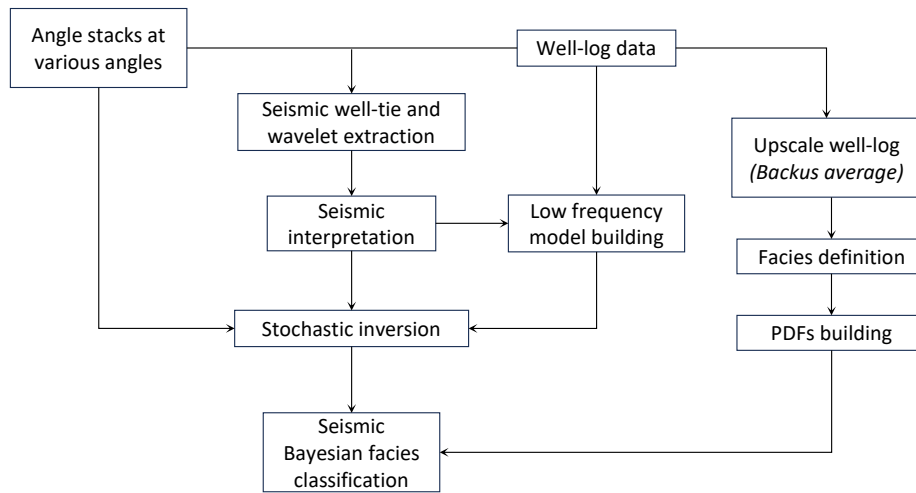 Angle stacks at
various angles
Well-log data
Seismic well-tie and
wavelet extraction
Upscale well-log
(Backus average)
Seismic
interpretation
Low frequency
model building
Facies definition
Stochastic inversion
PDFs building
Seismic
Bayesian facies
classification